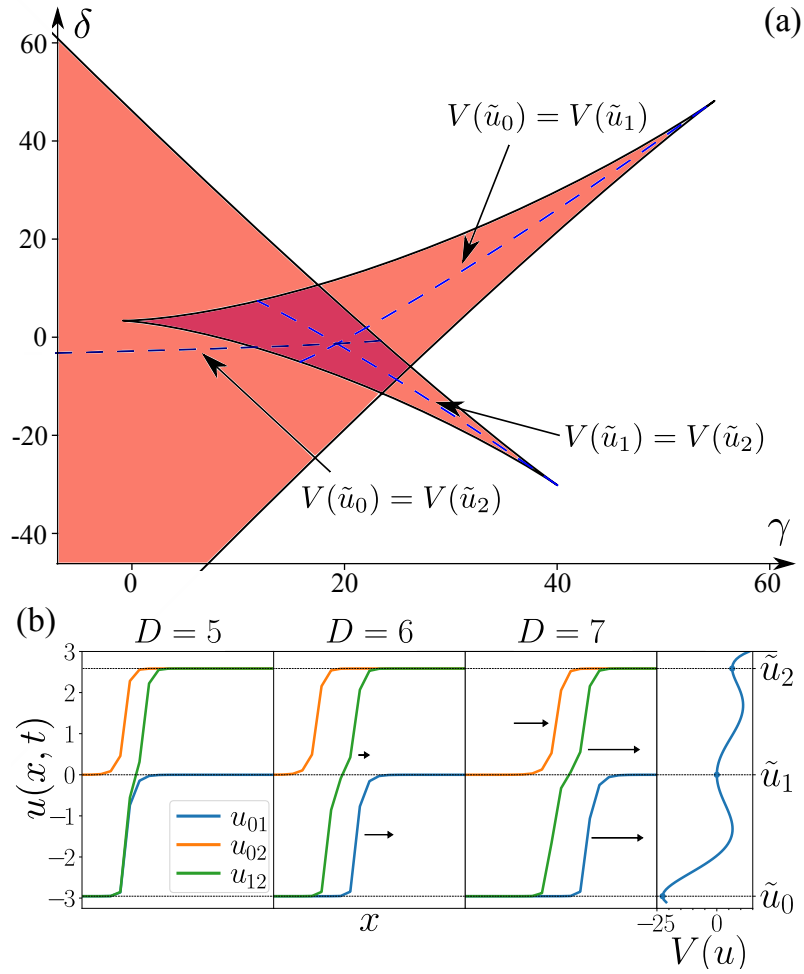 (a)
δ
60
40
20
0
-20
-40
V(ũ₀) = V(ũ₁)
V(ũ₁) = V(ũ₂)
V(ũ₀) = V(ũ₂)
γ
0 20 40 60
(b)
D = 5 D = 6 D = 7
u(x, t)
3
2
1
0
−1
−2
−3
u₀₁
u₀₂
u₁₂
ũ₂
ũ₁
ũ₀
x
−25 0
V(u)